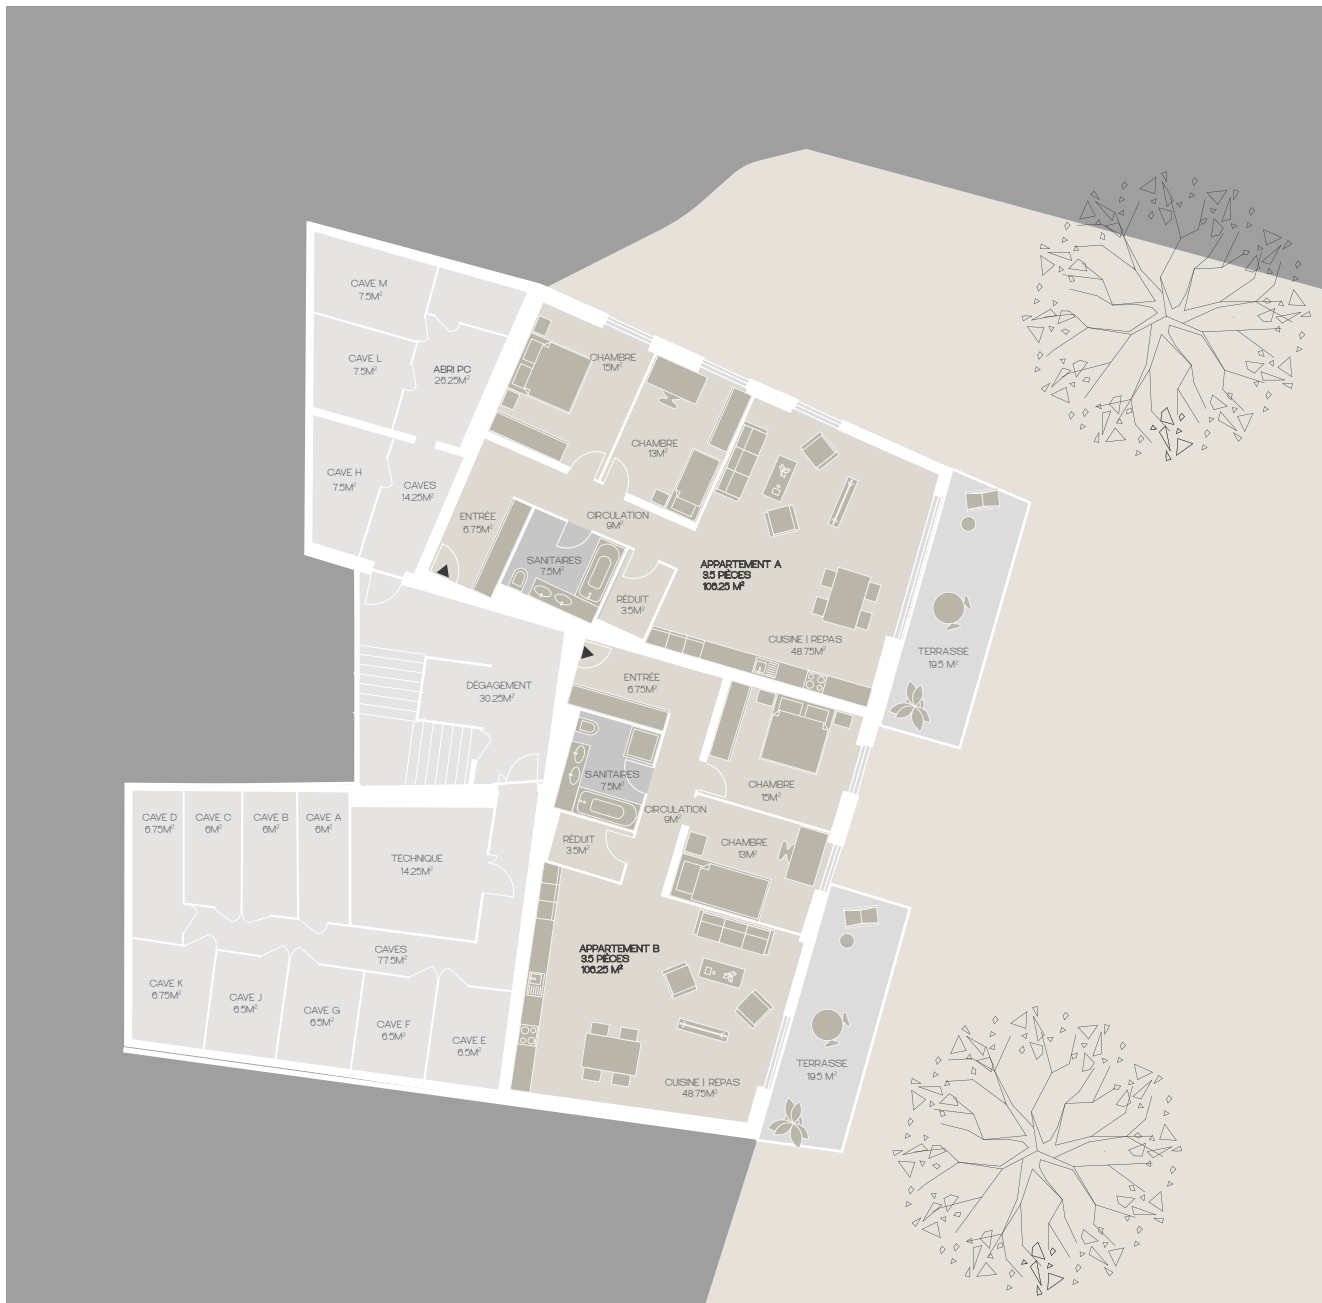 CAVE M
7.5M²
CAVE L
7.5M²
ABRI PC
26.25M²
CAVE H
7.5M²
CAVES
14.25M²
CHAMBRE
15M²
CHAMBRE
13M²
ENTRÉE
6.75M²
CIRCULATION
9M²
SANITAIRES
7.5M²
RÉDUIT
3.5M²
APPARTEMENT A
3.5 PIÈCES
106.25 M²
CUISINE | REPAS
48.75M²
TERRASSE
19.5 M²
DÉGAGEMENT
30.25M²
ENTRÉE
6.75M²
SANITAIRES
7.5M²
CHAMBRE
15M²
CIRCULATION
9M²
RÉDUIT
3.5M²
CHAMBRE
13M²
CAVE D
6.75M²
CAVE C
6M²
CAVE B
6M²
CAVE A
6M²
TECHNIQUE
14.25M²
CAVES
77.5M²
CAVE K
6.75M²
CAVE J
6.5M²
CAVE G
6.5M²
CAVE F
6.5M²
CAVE E
6.5M²
APPARTEMENT B
3.5 PIÈCES
106.25 M²
CUISINE | REPAS
48.75M²
TERRASSE
19.5 M²